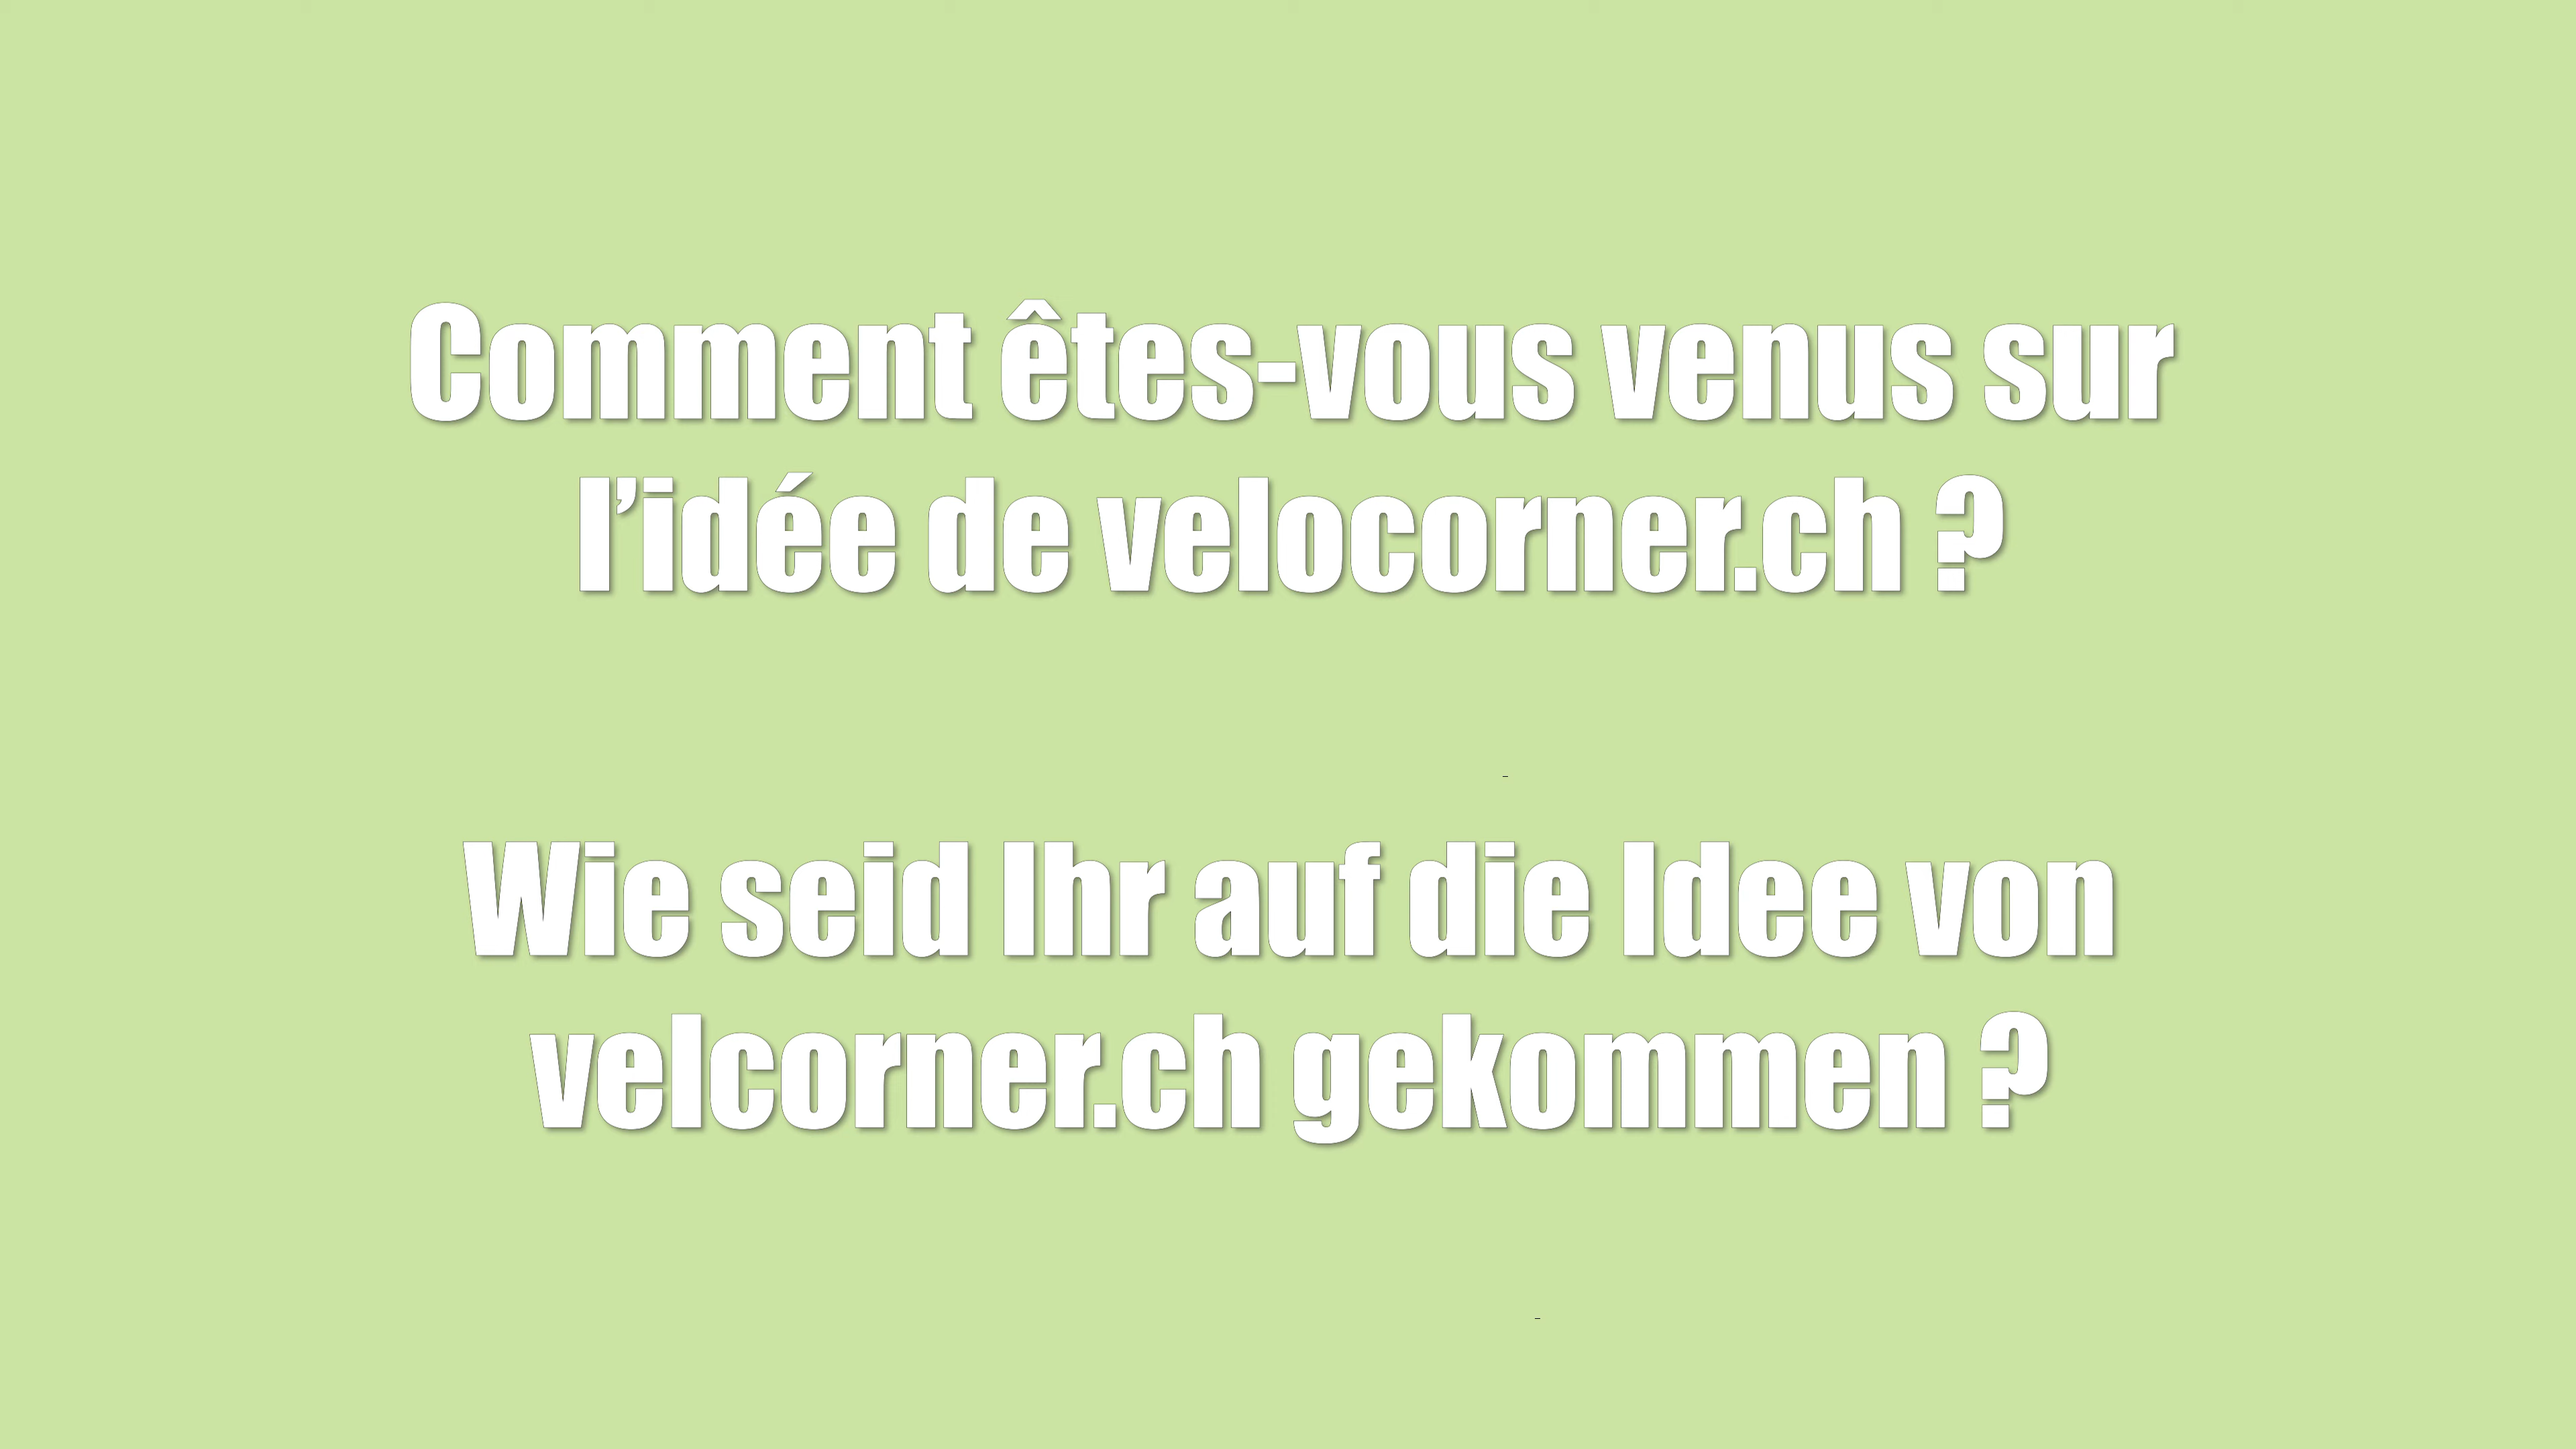 Comment êtes-vous venus sur
l’idée de velocorner.ch ?
Wie seid Ihr auf die Idee von
velcorner.ch gekommen ?